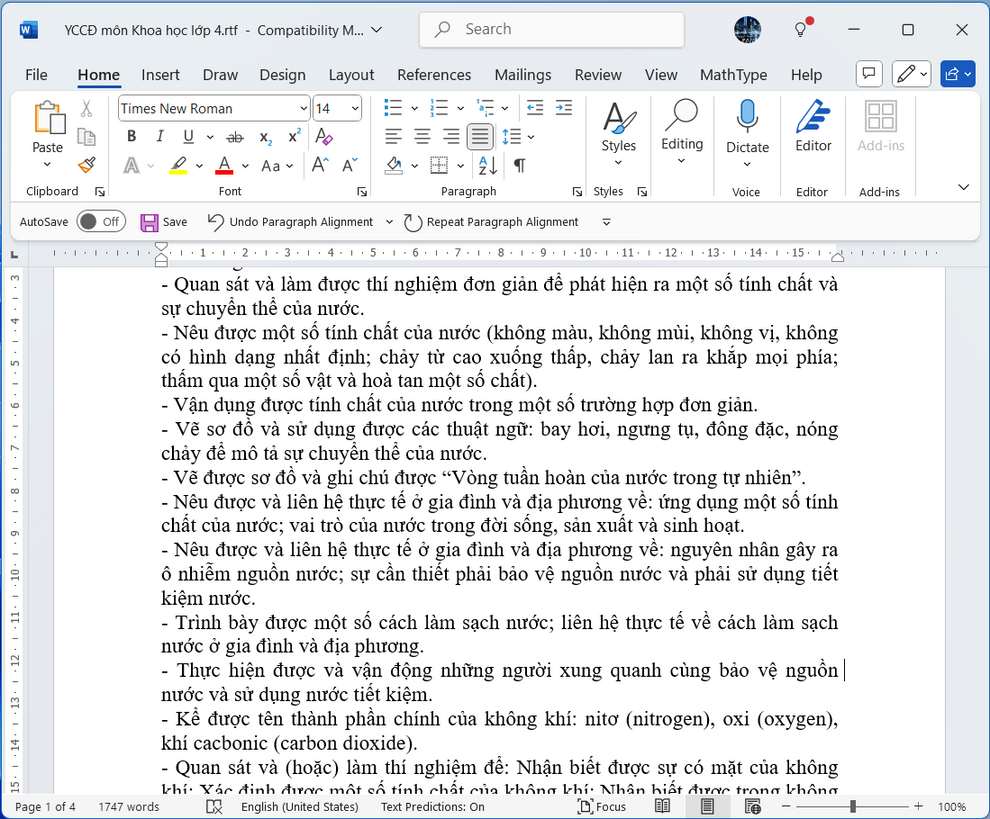 YCCĐ môn Khoa học lớp 4.rtf - Compatibility M...
Search
File Home Insert Draw Design Layout References Mailings Review View MathType Help
Paste
Times New Roman 14
Styles Editing Dictate Editor Add-ins
Clipboard Font Paragraph Styles Voice Editor Add-ins
AutoSave Off Save Undo Paragraph Alignment Repeat Paragraph Alignment
1 2 3 4 5 6 7 8 9 10 11 12 13 14 15
- Quan sát và làm được thí nghiệm đơn giản để phát hiện ra một số tính chất và
sự chuyển thể của nước.
- Nêu được một số tính chất của nước (không màu, không mùi, không vị, không
có hình dạng nhất định; chảy từ cao xuống thấp, chảy lan ra khắp mọi phía;
thấm qua một số vật và hoà tan một số chất).
- Vận dụng được tính chất của nước trong một số trường hợp đơn giản.
- Vẽ sơ đồ và sử dụng được các thuật ngữ: bay hơi, ngưng tụ, đông đặc, nóng
chảy để mô tả sự chuyển thể của nước.
- Vẽ được sơ đồ và ghi chú được “Vòng tuần hoàn của nước trong tự nhiên”.
- Nêu được và liên hệ thực tế ở gia đình và địa phương về: ứng dụng một số tính
chất của nước; vai trò của nước trong đời sống, sản xuất và sinh hoạt.
- Nêu được và liên hệ thực tế ở gia đình và địa phương về: nguyên nhân gây ra
ô nhiễm nguồn nước; sự cần thiết phải bảo vệ nguồn nước và phải sử dụng tiết
kiệm nước.
- Trình bày được một số cách làm sạch nước; liên hệ thực tế về cách làm sạch
nước ở gia đình và địa phương.
- Thực hiện được và vận động những người xung quanh cùng bảo vệ nguồn
nước và sử dụng nước tiết kiệm.
- Kể được tên thành phần chính của không khí: nitơ (nitrogen), oxi (oxygen),
khí cacbonic (carbon dioxide).
- Quan sát và (hoặc) làm thí nghiệm để: Nhận biết được sự có mặt của không
khí; Xác định được một số tính chất của không khí; Nhận biết được trong không
Page 1 of 4 1747 words English (United States) Text Predictions: On Focus 100%